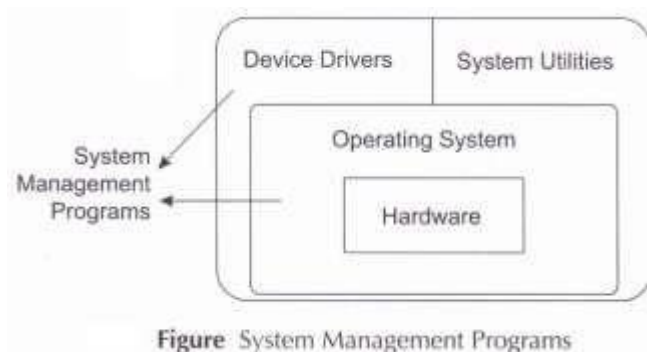 Device Drivers
System Utilities
Operating System
System
Management
Programs
Hardware
Figure System Management Programs